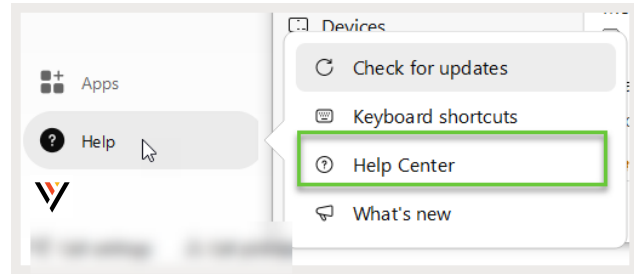 Devices
Apps
Help
Check for updates
Keyboard shortcuts
Help Center
What's new